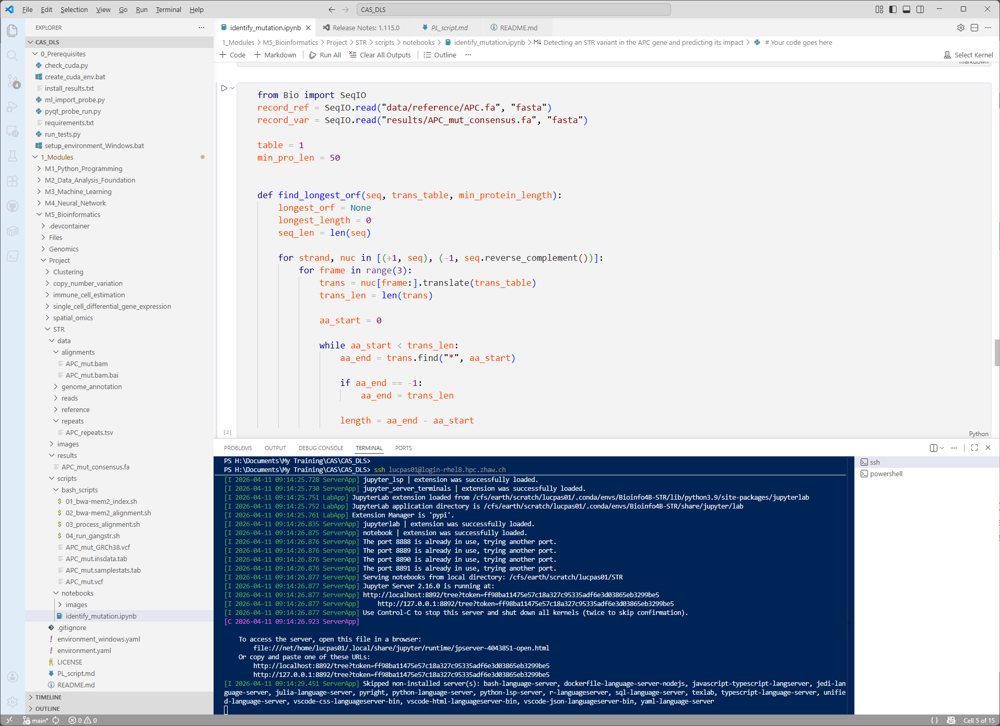 File Edit Selection View Go Run Terminal Help
CAS_DLS
EXPLORER
CAS_DLS
0_Prerequisites
check_cuda.py
create_cuda_env.bat
install_results.txt
ml_import_probe.py
pyqt_probe_run.py
requirements.txt
run_tests.py
setup_environment_Windows.bat
1_Modules
M1_Python_Programming
M2_Data_Analysis_Foundation
M3_Machine_Learning
M4_Neural_Network
M5_Bioinformatics
.devcontainer
Files
Genomics
Project
Clustering
copy_number_variation
immune_cell_estimation
single_cell_differential_gene_expression
spatial_omics
STR
data
alignments
APC_mut.bam
APC_mut.bam.bai
genome_annotation
reads
reference
repeats
APC_repeats.tsv
images
results
APC_mut_consensus.fa
scripts
bash_scripts
$ 01_bwa-mem2_index.sh
$ 02_bwa-mem2_alignment.sh
$ 03_process_alignment.sh
$ 04_run_gangstr.sh
APC_mut_GRCh38.vcf
APC_mut.insdata.tab
APC_mut.samplestats.tab
APC_mut.vcf
notebooks
images
identify_mutation.ipynb
.gitignore
! environment_windows.yaml
! environment.yaml
LICENSE
PL_script.md
README.md
TIMELINE
OUTLINE
4
identify_mutation.ipynb Release Notes: 1.115.0 PL_script.md README.md
1_Modules > M5_Bioinformatics > Project > STR > scripts > notebooks > identify_mutation.ipynb > M↓ Detecting an STR variant in the APC gene and predicting its impact > # Your code goes here
+ Code + Markdown Run All Clear All Outputs Outline ... Select Kernel
markdown
from Bio import SeqIO
record_ref = SeqIO.read("data/reference/APC.fa", "fasta")
record_var = SeqIO.read("results/APC_mut_consensus.fa", "fasta")
table = 1
min_pro_len = 50
def find_longest_orf(seq, trans_table, min_protein_length):
longest_orf = None
longest_length = 0
seq_len = len(seq)
for strand, nuc in [(+1, seq), (-1, seq.reverse_complement())]:
for frame in range(3):
trans = nuc[frame:].translate(trans_table)
trans_len = len(trans)
aa_start = 0
while aa_start < trans_len:
aa_end = trans.find("*", aa_start)
if aa_end == -1:
aa_end = trans_len
length = aa_end - aa_start
[2]
Python
PROBLEMS OUTPUT DEBUG CONSOLE TERMINAL PORTS
ssh
powershell
PS H:\Documents\My Training\CAS\CAS_DLS>
PS H:\Documents\My Training\CAS\CAS_DLS> ssh lucpas01@login-rhel8.hpc.zhaw.ch
[I 2026-04-11 09:14:25.728 ServerApp] jupyter_lsp | extension was successfully loaded.
[I 2026-04-11 09:14:25.730 ServerApp] jupyter_server_terminals | extension was successfully loaded.
[I 2026-04-11 09:14:25.751 LabApp] JupyterLab extension loaded from /cfs/earth/scratch/lucpas01/.conda/envs/Bioinfo4B-STR/lib/python3.9/site-packages/jupyterlab
[I 2026-04-11 09:14:25.752 LabApp] JupyterLab application directory is /cfs/earth/scratch/lucpas01/.conda/envs/Bioinfo4B-STR/share/jupyter/lab
[I 2026-04-11 09:14:25.761 LabApp] Extension Manager is 'pypi'.
[I 2026-04-11 09:14:26.835 ServerApp] jupyterlab | extension was successfully loaded.
[I 2026-04-11 09:14:26.875 ServerApp] notebook | extension was successfully loaded.
[I 2026-04-11 09:14:26.876 ServerApp] The port 8888 is already in use, trying another port.
[I 2026-04-11 09:14:26.876 ServerApp] The port 8889 is already in use, trying another port.
[I 2026-04-11 09:14:26.876 ServerApp] The port 8890 is already in use, trying another port.
[I 2026-04-11 09:14:26.876 ServerApp] The port 8891 is already in use, trying another port.
[I 2026-04-11 09:14:26.877 ServerApp] Serving notebooks from local directory: /cfs/earth/scratch/lucpas01/STR
[I 2026-04-11 09:14:26.877 ServerApp] Jupyter Server 2.16.0 is running at:
[I 2026-04-11 09:14:26.877 ServerApp] http://localhost:8892/tree?token=ff98ba11475e57c18a327c95335adf6e3d03865eb3299be5
[I 2026-04-11 09:14:26.877 ServerApp] http://127.0.0.1:8892/tree?token=ff98ba11475e57c18a327c95335adf6e3d03865eb3299be5
[I 2026-04-11 09:14:26.877 ServerApp] Use Control-C to stop this server and shut down all kernels (twice to skip confirmation).
[C 2026-04-11 09:14:26.923 ServerApp]
To access the server, open this file in a browser:
file:///net/home/lucpas01/.local/share/jupyter/runtime/jpserver-4043851-open.html
Or copy and paste one of these URLs:
http://localhost:8892/tree?token=ff98ba11475e57c18a327c95335adf6e3d03865eb3299be5
http://127.0.0.1:8892/tree?token=ff98ba11475e57c18a327c95335adf6e3d03865eb3299be5
[I 2026-04-11 09:14:29.451 ServerApp] Skipped non-installed server(s): bash-language-server, dockerfile-language-server-nodejs, javascript-typescript-langserver, jedi-lan
guage-server, julia-language-server, pyright, python-language-server, python-lsp-server, r-languageserver, sql-language-server, texlab, typescript-language-server, unifie
d-language-server, vscode-css-languageserver-bin, vscode-html-languageserver-bin, vscode-json-languageserver-bin, yaml-language-server
main* 0 0 { } Cell 5 of 15